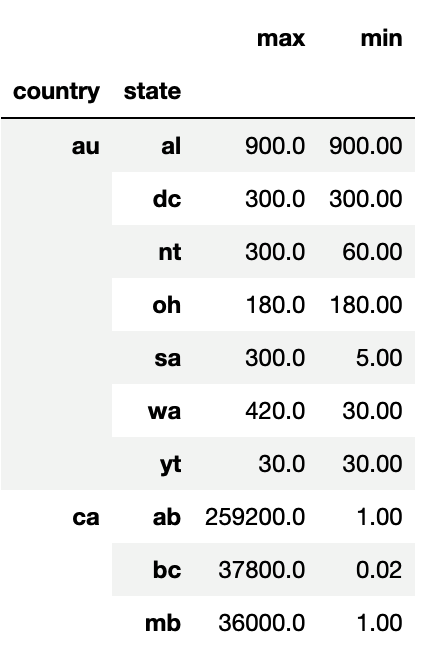 max min
country state
au al 900.0 900.00
dc 300.0 300.00
nt 300.0 60.00
oh 180.0 180.00
sa 300.0 5.00
wa 420.0 30.00
yt 30.0 30.00
ca ab 259200.0 1.00
bc 37800.0 0.02
mb 36000.0 1.00